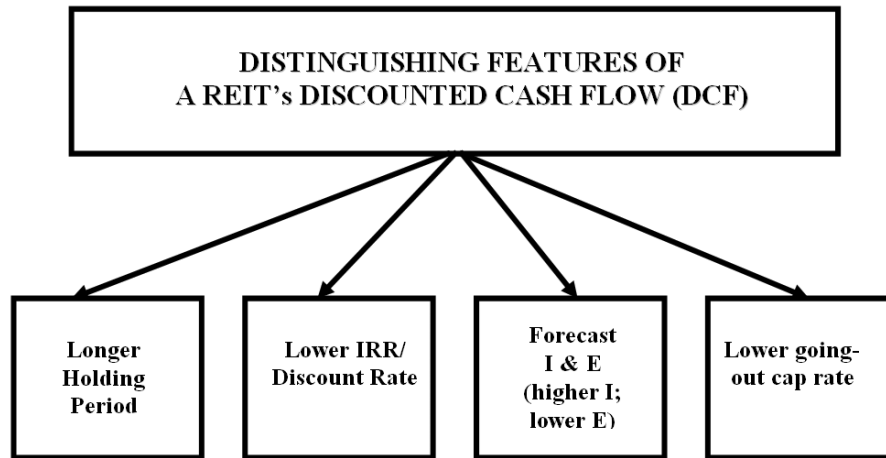 DISTINGUISHING FEATURES OF
A REIT's DISCOUNTED CASH FLOW (DCF)
Longer
Holding
Period
Lower IRR/
Discount Rate
Forecast
I & E
(higher I;
lower E)
Lower going-
out cap rate